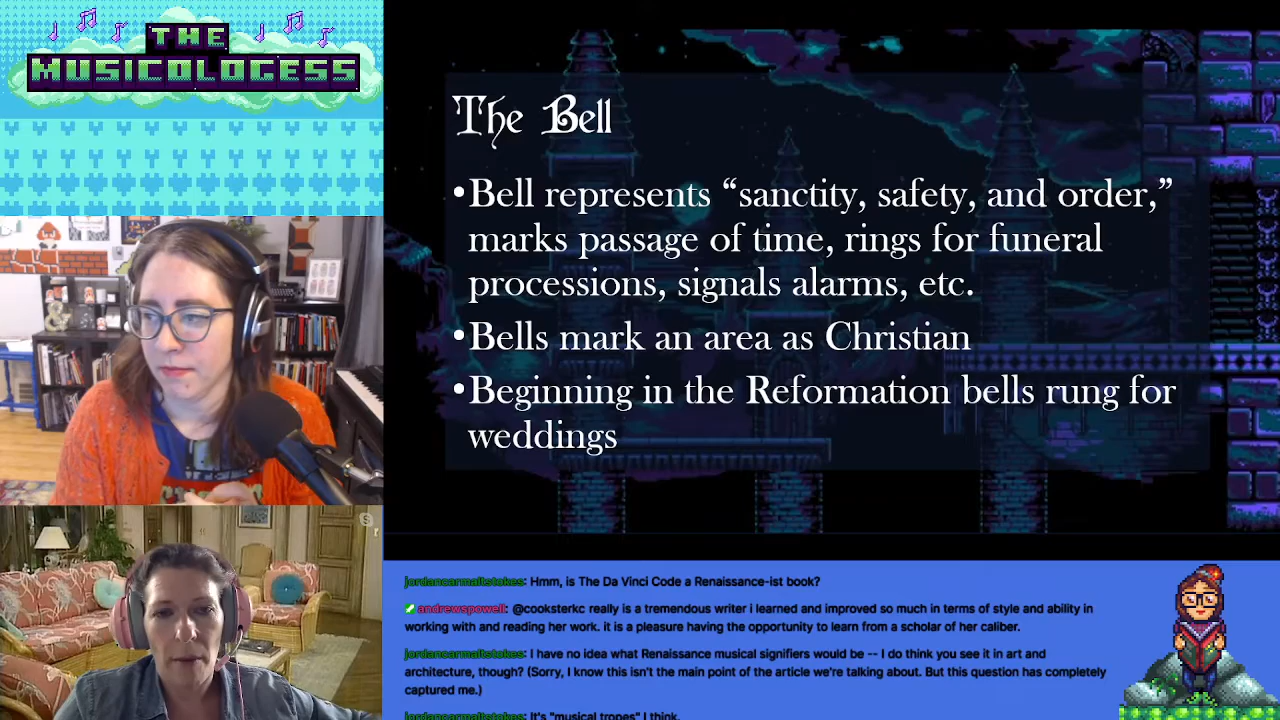 THE
MUSICOLOGESS
The Bell
•Bell represents “sanctity, safety, and order,”
marks passage of time, rings for funeral
processions, signals alarms, etc.
•Bells mark an area as Christian
•Beginning in the Reformation bells rung for
weddings
jordancarmaltstokes: Hmm, is The Da Vinci Code a Renaissance-ist book?
andrewspowell: @cooksterkc really is a tremendous writer i learned and improved so much in terms of style and ability in
working with and reading her work. it is a pleasure having the opportunity to learn from a scholar of her caliber.
jordancarmaltstokes: I have no idea what Renaissance musical signifiers would be -- I do think you see it in art and
architecture, though? (Sorry, I know this isn't the main point of the article we're talking about. But this question has completely
captured me.)
jordancarmaltstokes: It's "musical tropes" I think.